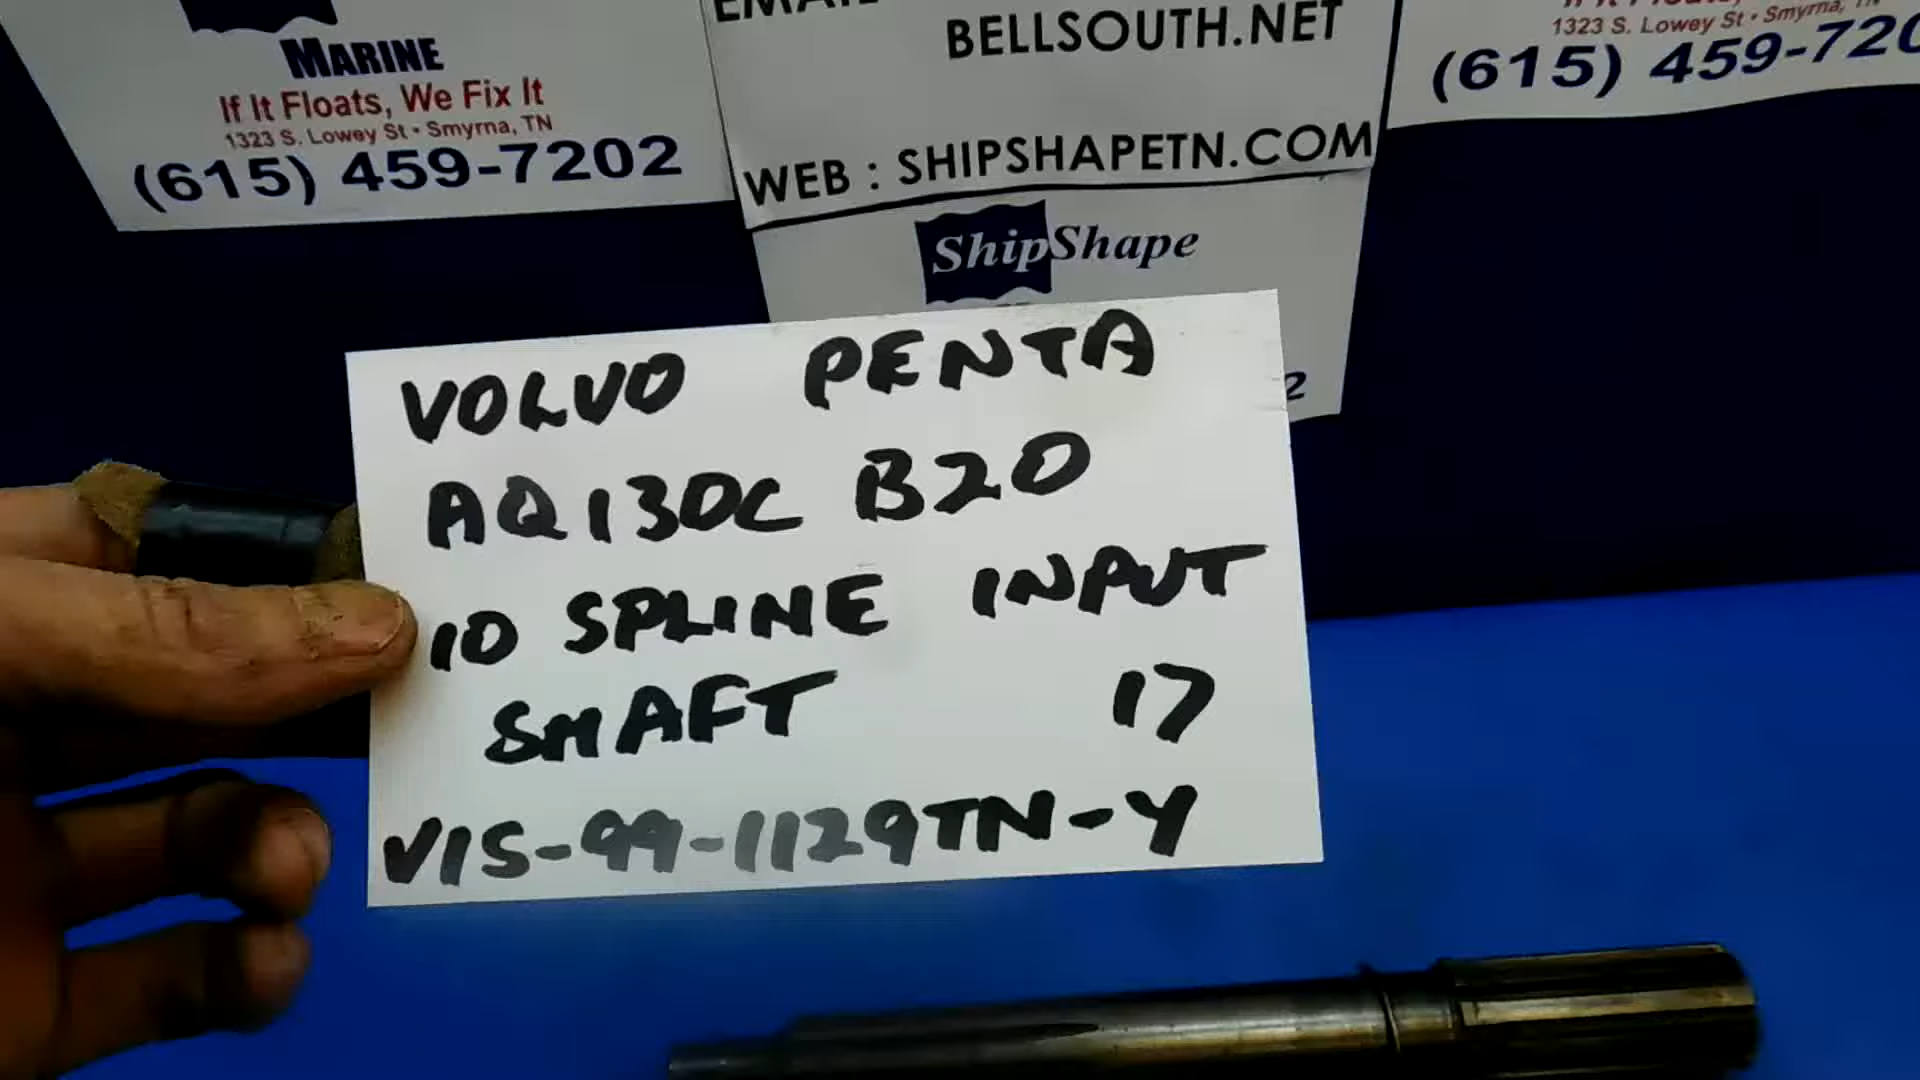 MARINE
If It Floats, We Fix It
1323 S. Lowey St • Smyrna, TN
(615) 459-7202
EMAIL
BELLSOUTH.NET
WEB : SHIPSHAPETN.COM
ShipShape
2
1323 S. Lowey St • Smyrna, TN
(615) 459-720
VOLVO PENTA
AQ130C B20
10 SPLINE INPUT
SHAFT 17
VIS-99-1129TN-Y